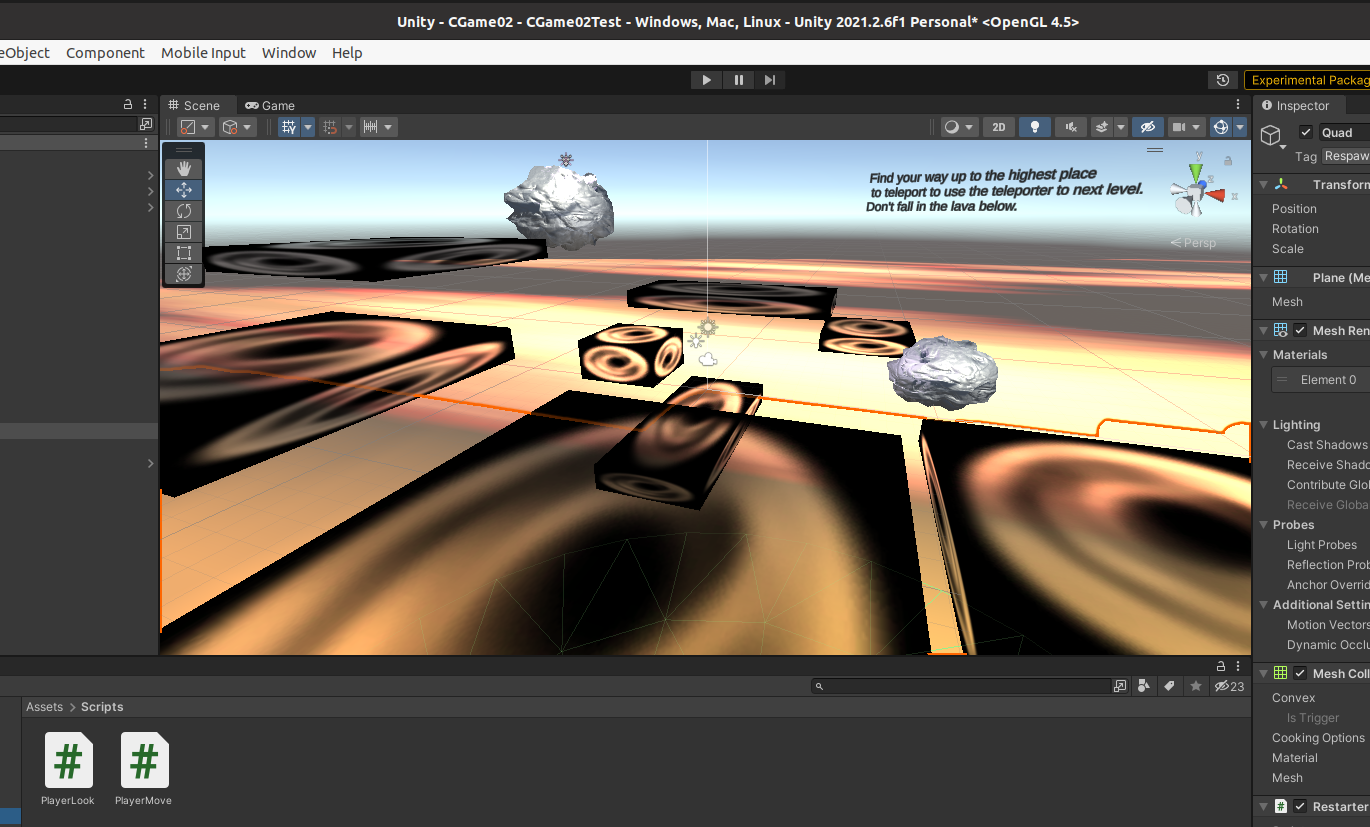 Unity - CGame02 - CGame02Test - Windows, Mac, Linux - Unity 2021.2.6f1 Personal* <OpenGL 4.5>
eObject Component Mobile Input Window Help
Experimental Packag
Scene Game
Inspector
2D
Quad
Tag Respaw
Find your way up to the highest place
to teleport to use the teleporter to next level.
Don't fall in the lava below.
y
z
x
Persp
Transform
Position
Rotation
Scale
Plane (Me
Mesh
Mesh Ren
Materials
Element 0
Lighting
Cast Shadows
Receive Shado
Contribute Glo
Receive Globa
Probes
Light Probes
Reflection Prob
Anchor Overrid
Additional Settin
Motion Vectors
Dynamic Occlu
Mesh Coll
Convex
Is Trigger
Cooking Options
Material
Mesh
Restarter
23
Assets > Scripts
# #
PlayerLook PlayerMove